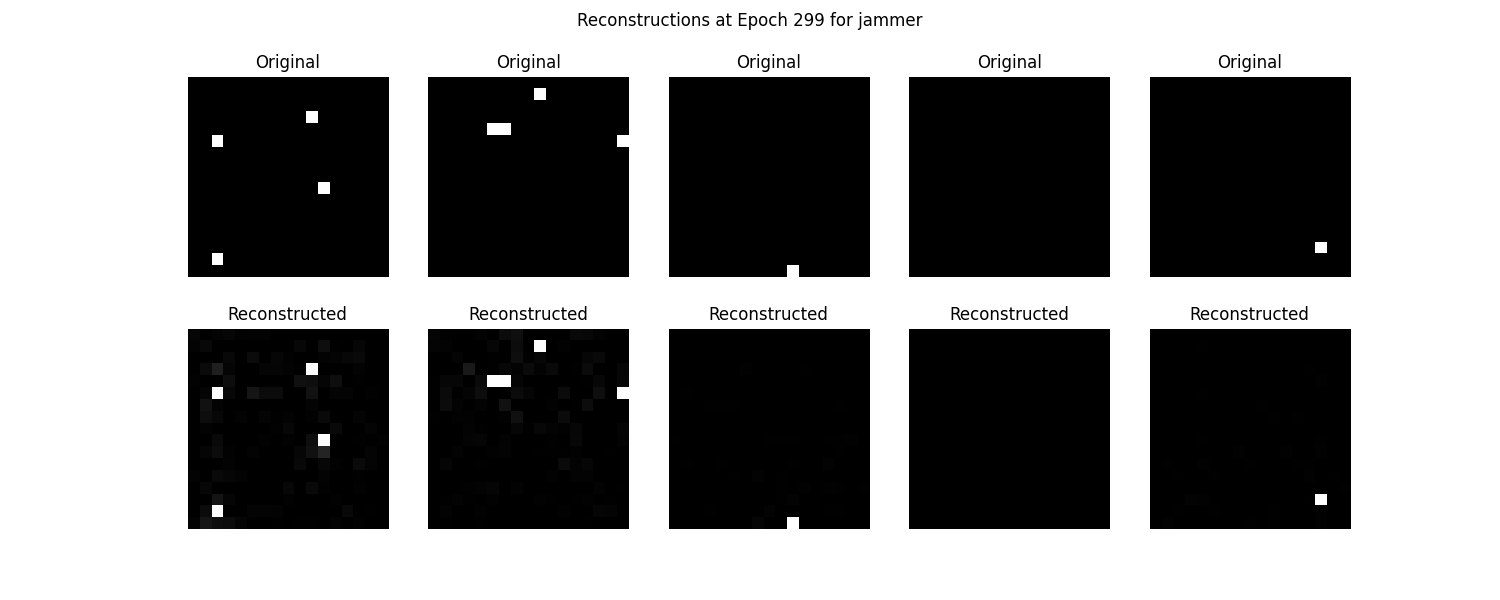 Reconstructions at Epoch 299 for jammer
Original Original Original Original Original
Reconstructed Reconstructed Reconstructed Reconstructed Reconstructed